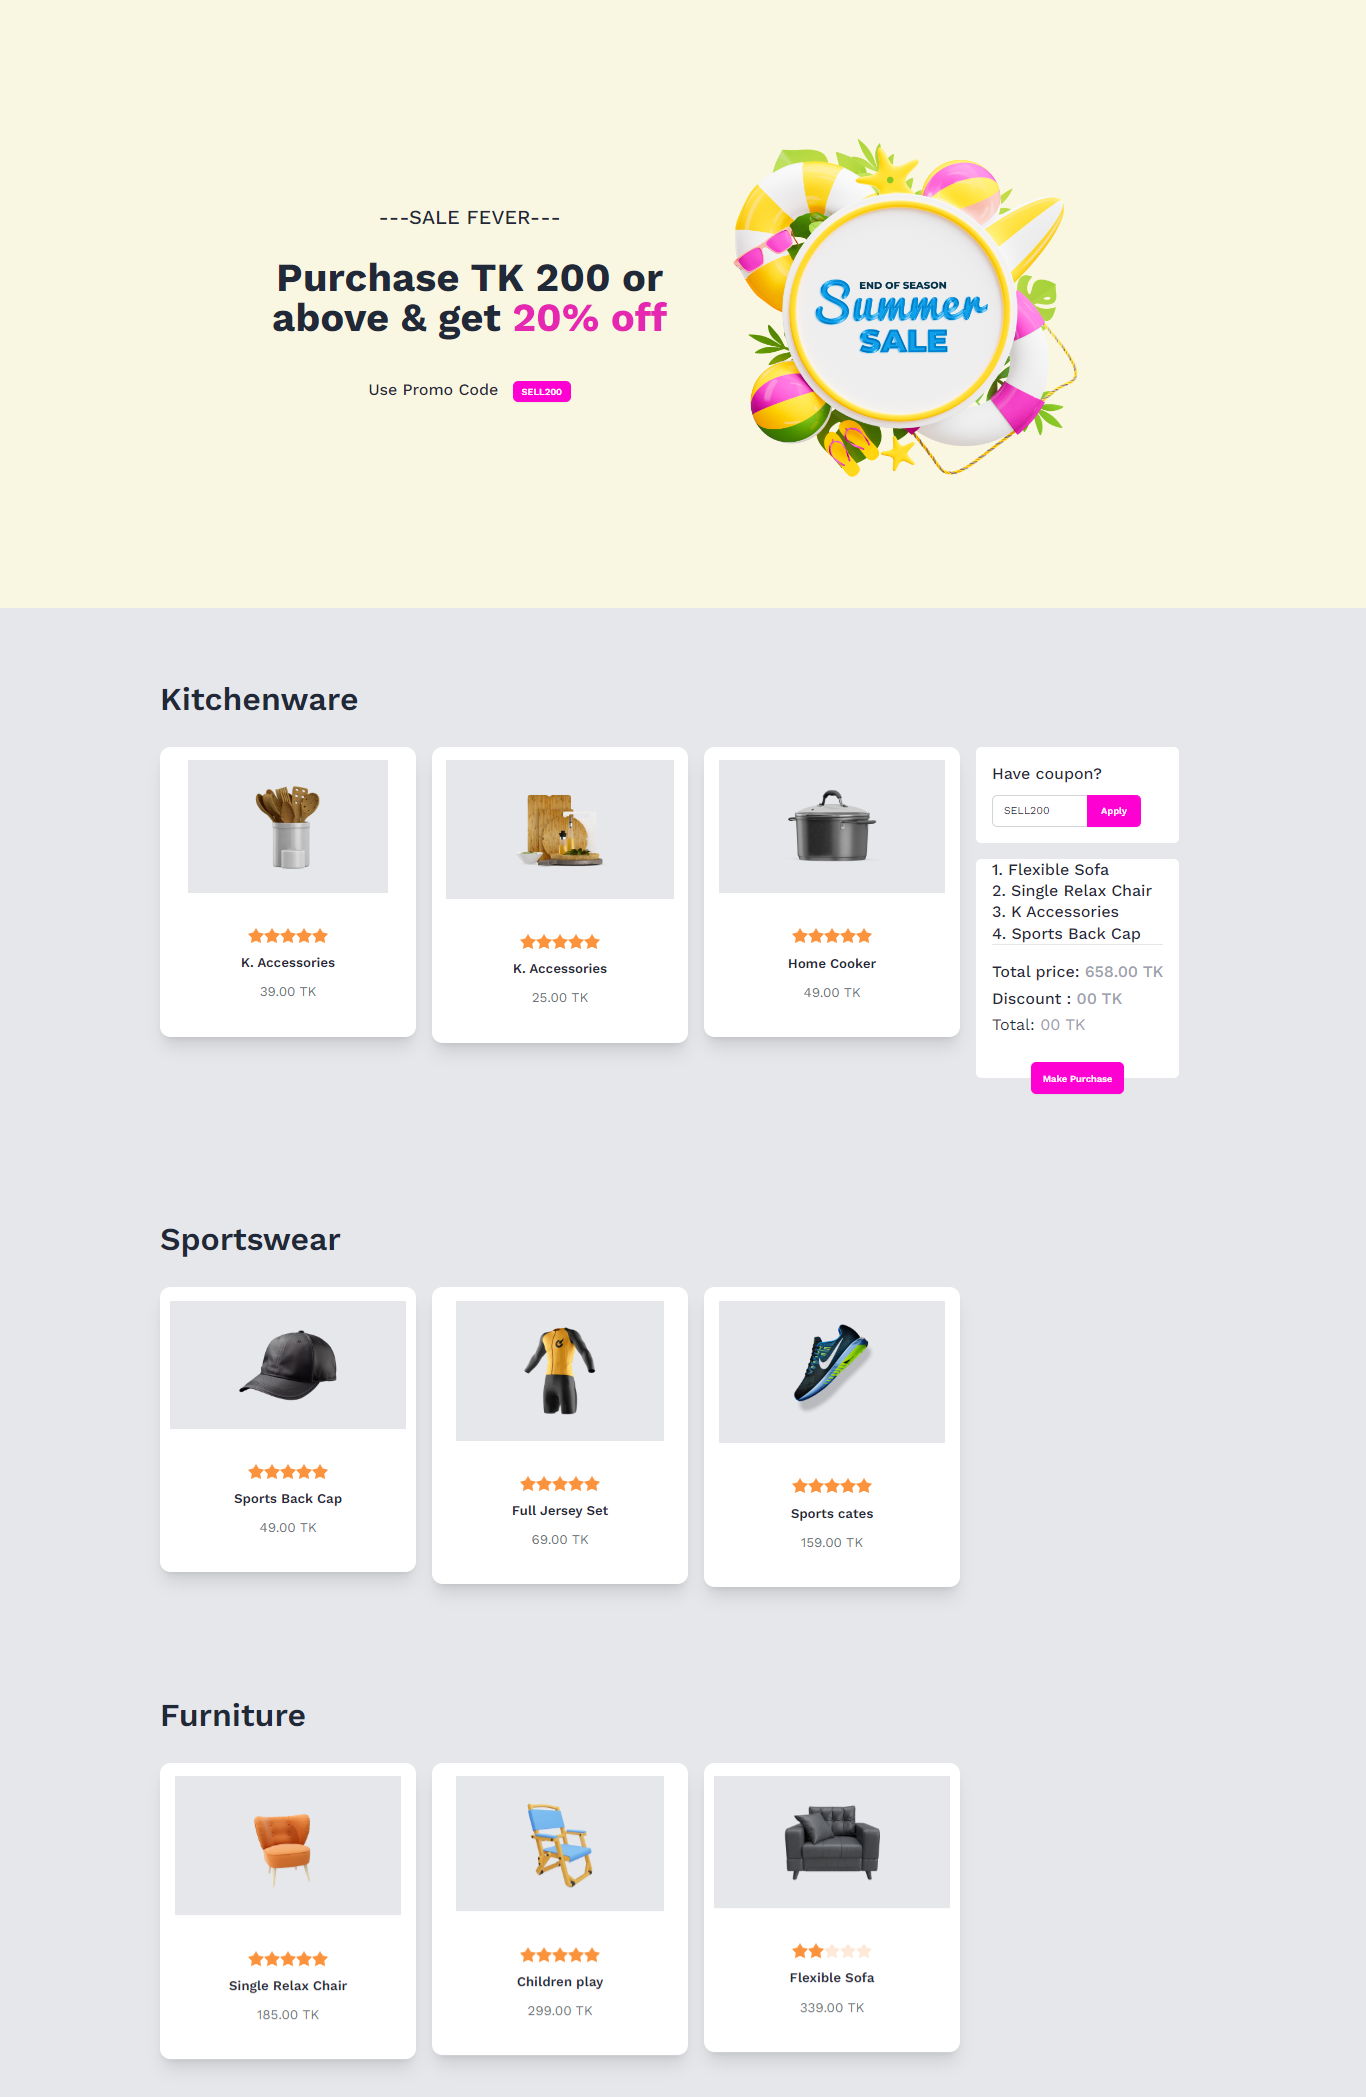 ---SALE FEVER---
Purchase TK 200 or
above & get 20% off
Use Promo Code SELL200
END OF SEASON
Summer
SALE
Kitchenware
K. Accessories
39.00 TK
K. Accessories
25.00 TK
Home Cooker
49.00 TK
Have coupon?
SELL200 Apply
1. Flexible Sofa
2. Single Relax Chair
3. K Accessories
4. Sports Back Cap
Total price: 658.00 TK
Discount : 00 TK
Total: 00 TK
Make Purchase
Sportswear
Sports Back Cap
49.00 TK
Full Jersey Set
69.00 TK
Sports cates
159.00 TK
Furniture
Single Relax Chair
185.00 TK
Children play
299.00 TK
Flexible Sofa
339.00 TK